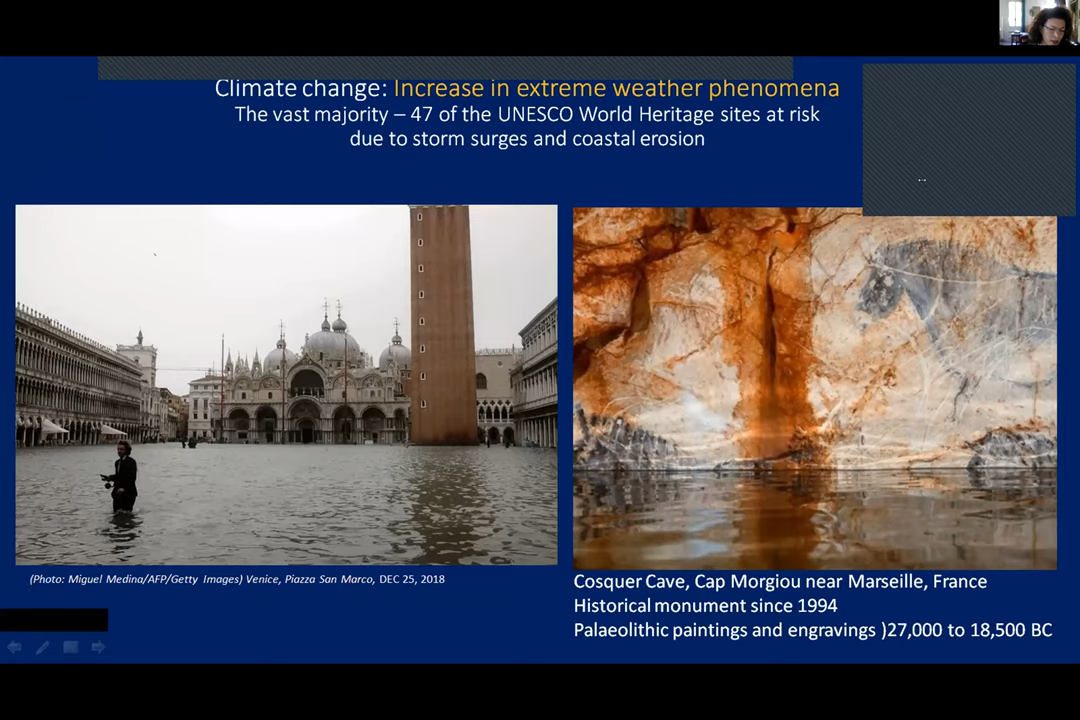 Climate change: Increase in extreme weather phenomena
The vast majority – 47 of the UNESCO World Heritage sites at risk
due to storm surges and coastal erosion
(Photo: Miguel Medina/AFP/Getty Images) Venice, Piazza San Marco, DEC 25, 2018
Cosquer Cave, Cap Morgiou near Marseille, France
Historical monument since 1994
Palaeolithic paintings and engravings )27,000 to 18,500 BC